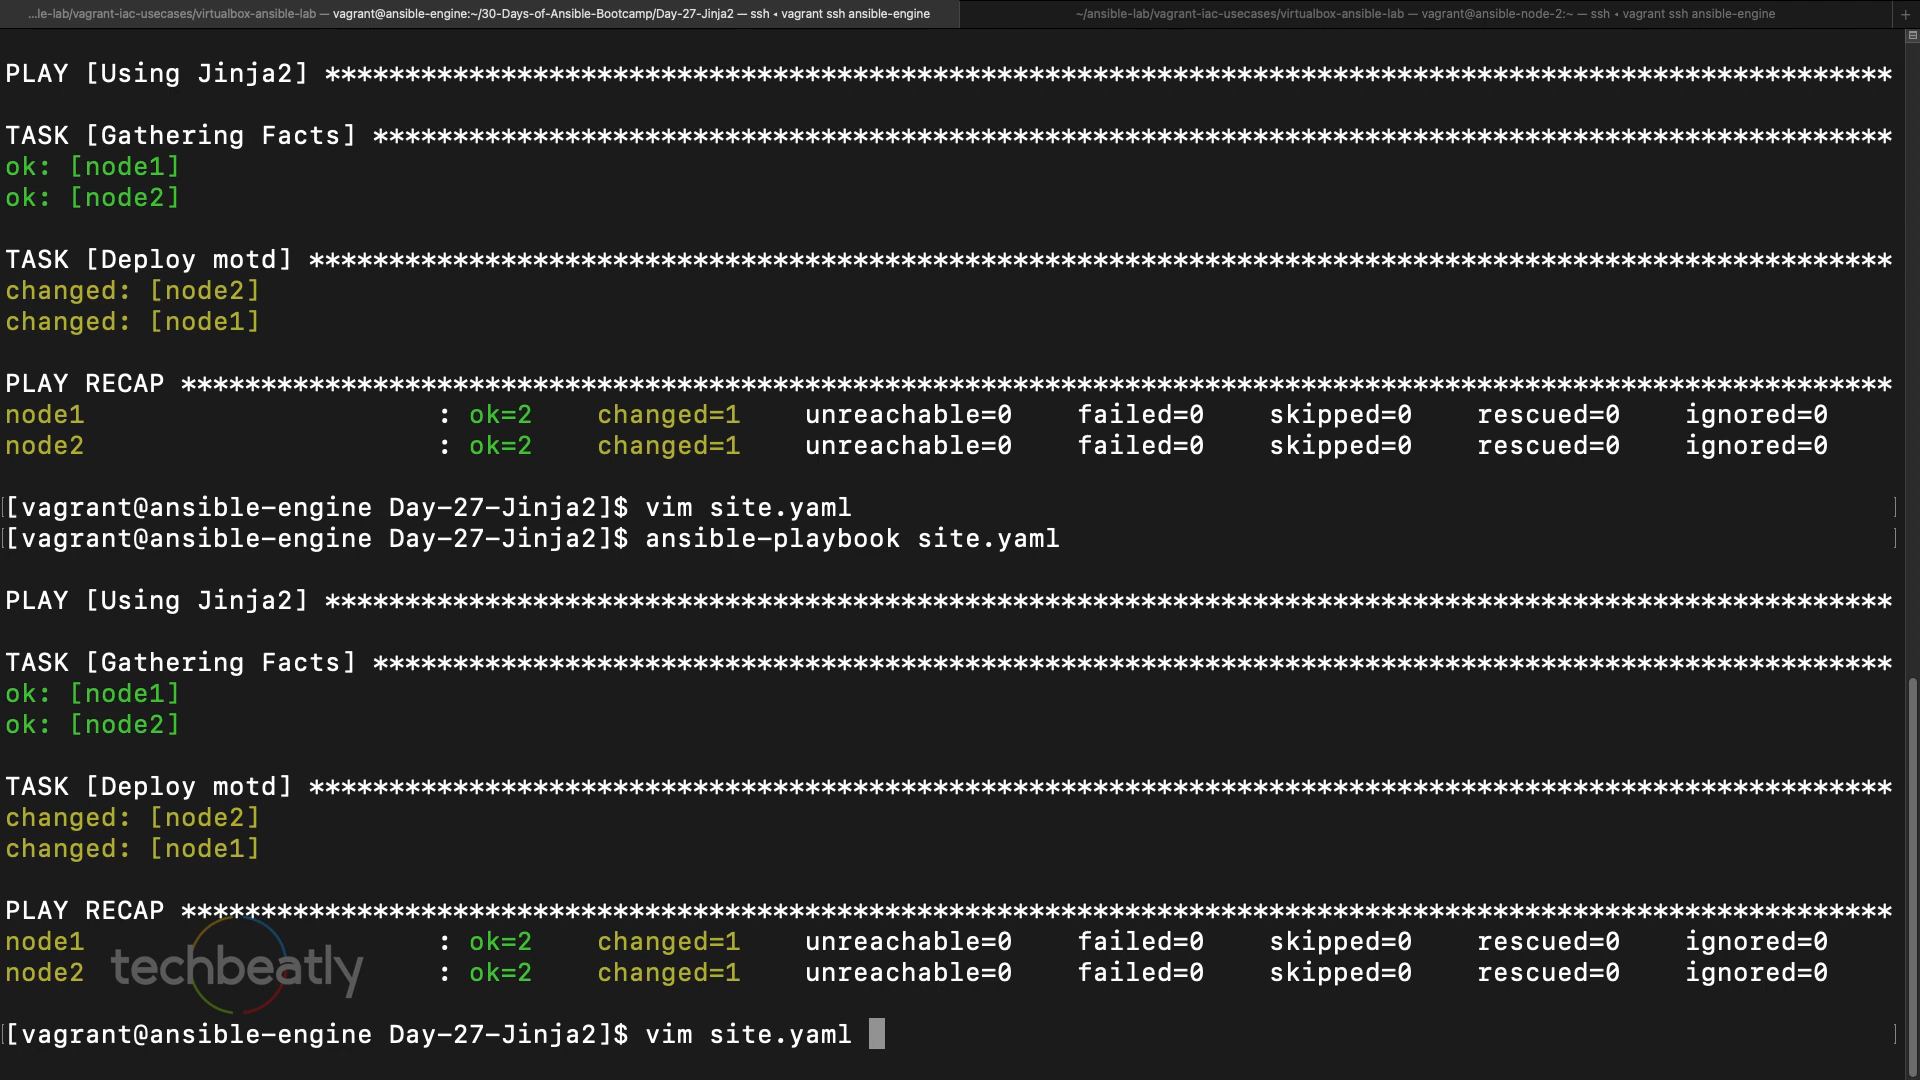 ...le-lab/vagrant-iac-usecases/virtualbox-ansible-lab — vagrant@ansible-engine:~/30-Days-of-Ansible-Bootcamp/Day-27-Jinja2 — ssh ◂ vagrant ssh ansible-engine
~/ansible-lab/vagrant-iac-usecases/virtualbox-ansible-lab — vagrant@ansible-node-2:~ — ssh ◂ vagrant ssh ansible-engine
PLAY [Using Jinja2] **************************************************************************************************
TASK [Gathering Facts] ***********************************************************************************************
ok: [node1]
ok: [node2]
TASK [Deploy motd] ***************************************************************************************************
changed: [node2]
changed: [node1]
PLAY RECAP ***********************************************************************************************************
node1 : ok=2 changed=1 unreachable=0 failed=0 skipped=0 rescued=0 ignored=0
node2 : ok=2 changed=1 unreachable=0 failed=0 skipped=0 rescued=0 ignored=0
[vagrant@ansible-engine Day-27-Jinja2]$ vim site.yaml
[vagrant@ansible-engine Day-27-Jinja2]$ ansible-playbook site.yaml
PLAY [Using Jinja2] **************************************************************************************************
TASK [Gathering Facts] ***********************************************************************************************
ok: [node1]
ok: [node2]
TASK [Deploy motd] ***************************************************************************************************
changed: [node2]
changed: [node1]
PLAY RECAP ***********************************************************************************************************
node1 : ok=2 changed=1 unreachable=0 failed=0 skipped=0 rescued=0 ignored=0
techbeatly
node2 : ok=2 changed=1 unreachable=0 failed=0 skipped=0 rescued=0 ignored=0
[vagrant@ansible-engine Day-27-Jinja2]$ vim site.yaml